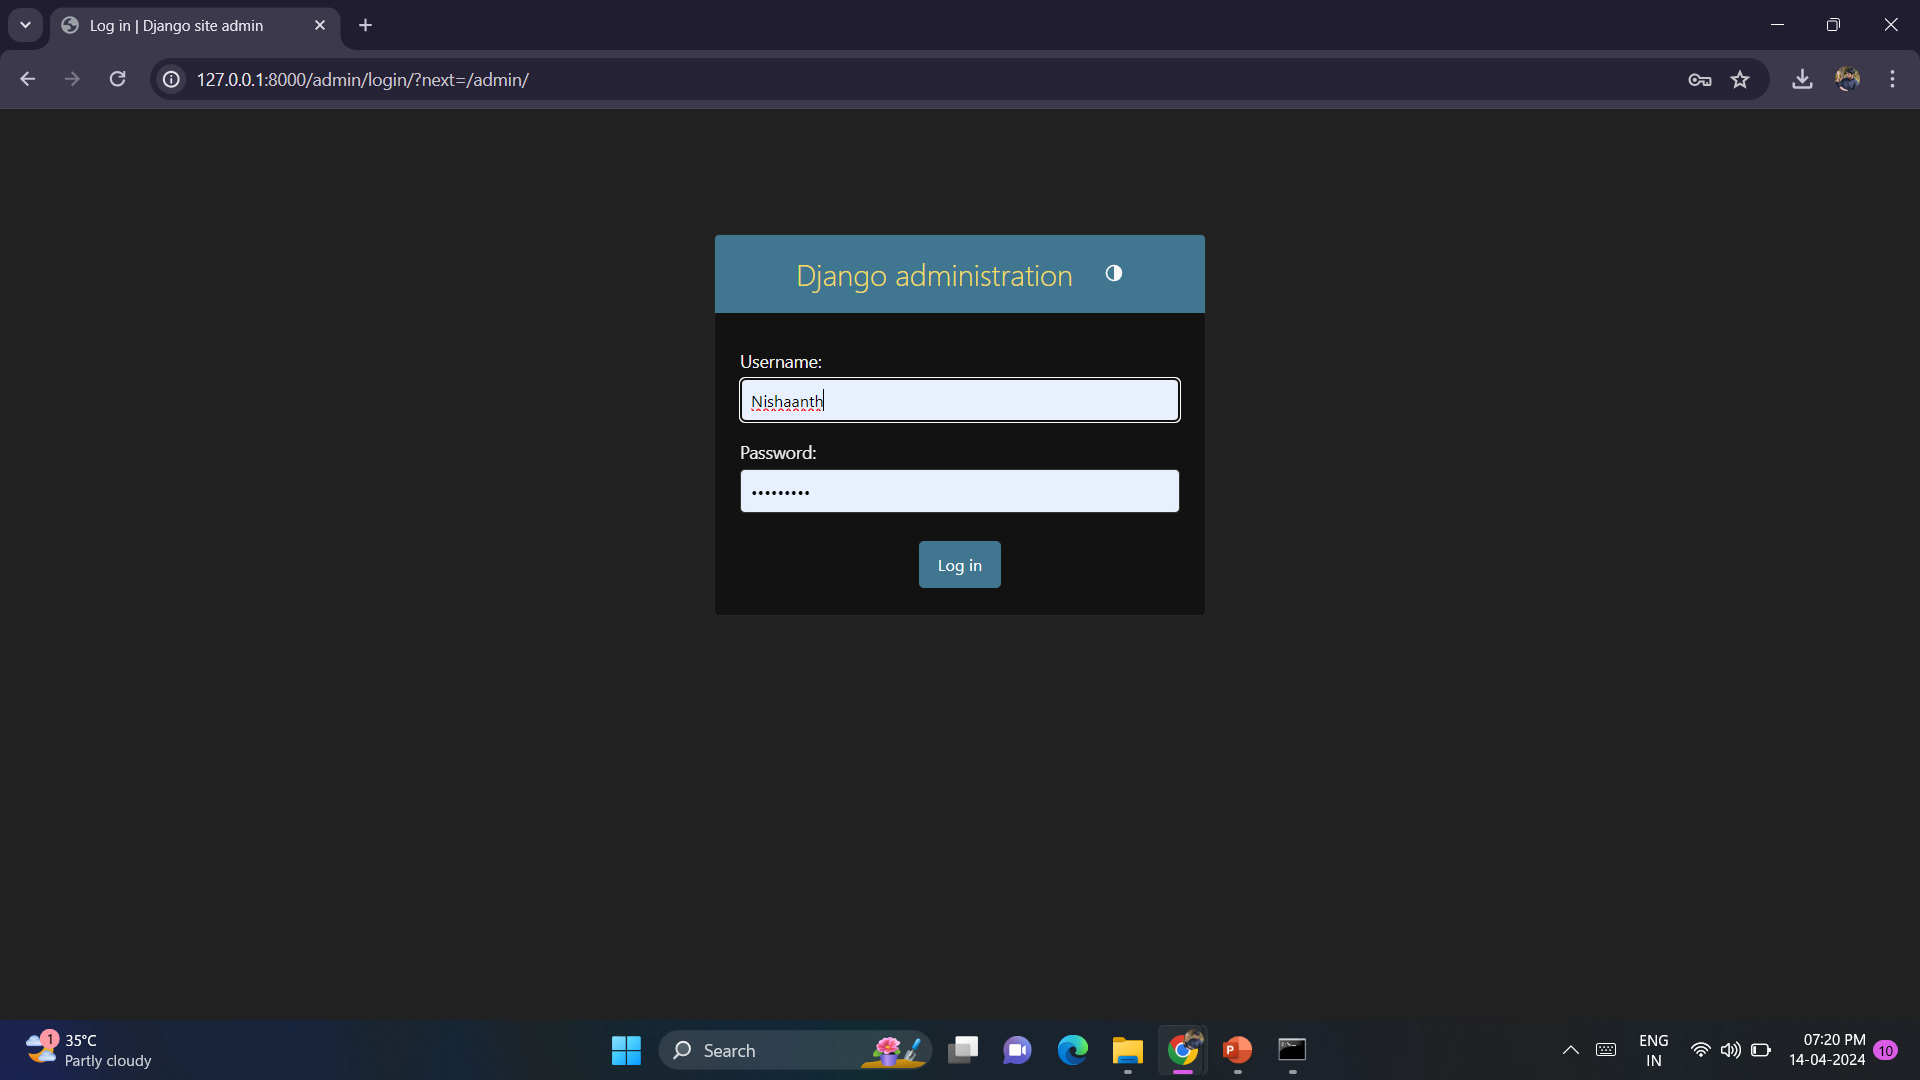 Log in | Django site admin
127.0.0.1:8000/admin/login/?next=/admin/
Django administration
Username:
Nishaanth
Password:
•••••••••
Log in
1
35°C
Partly cloudy
Search
P
ENG
IN
07:20 PM
14-04-2024
10